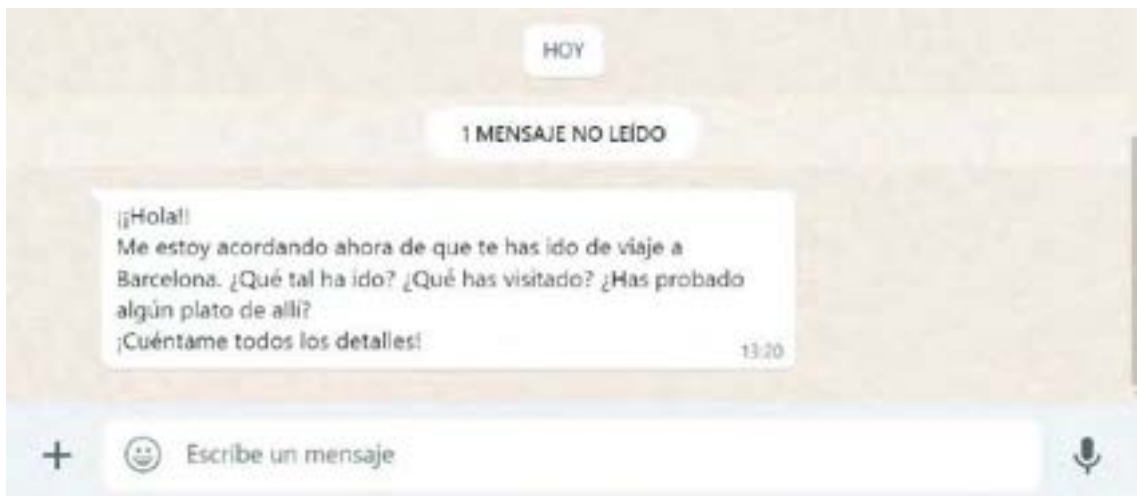 HOY
1 MENSAJE NO LEÍDO
¡¡Hola!!
Me estoy acordando ahora de que te has ido de viaje a
Barcelona. ¿Qué tal ha ido? ¿Qué has visitado? ¿Has probado
algún plato de allí?
¡Cuéntame todos los detalles!
13:20
Escribe un mensaje